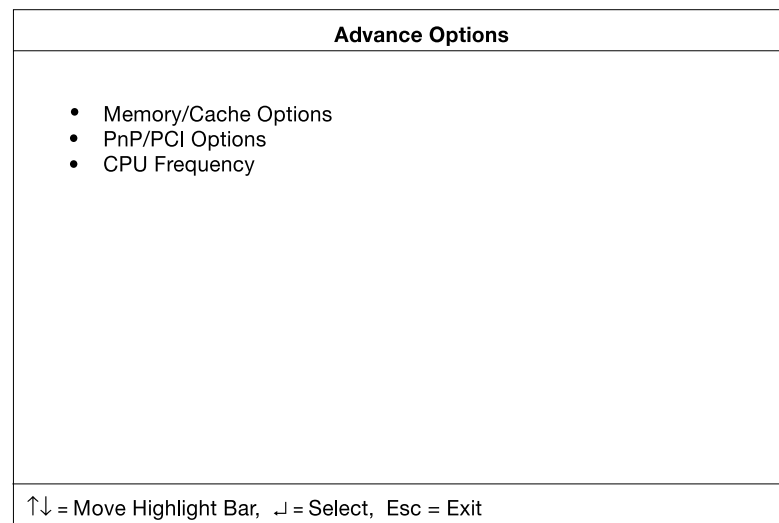 Advance Options
• Memory/Cache Options
• PnP/PCI Options
• CPU Frequency
↑↓ = Move Highlight Bar, ↵ = Select, Esc = Exit